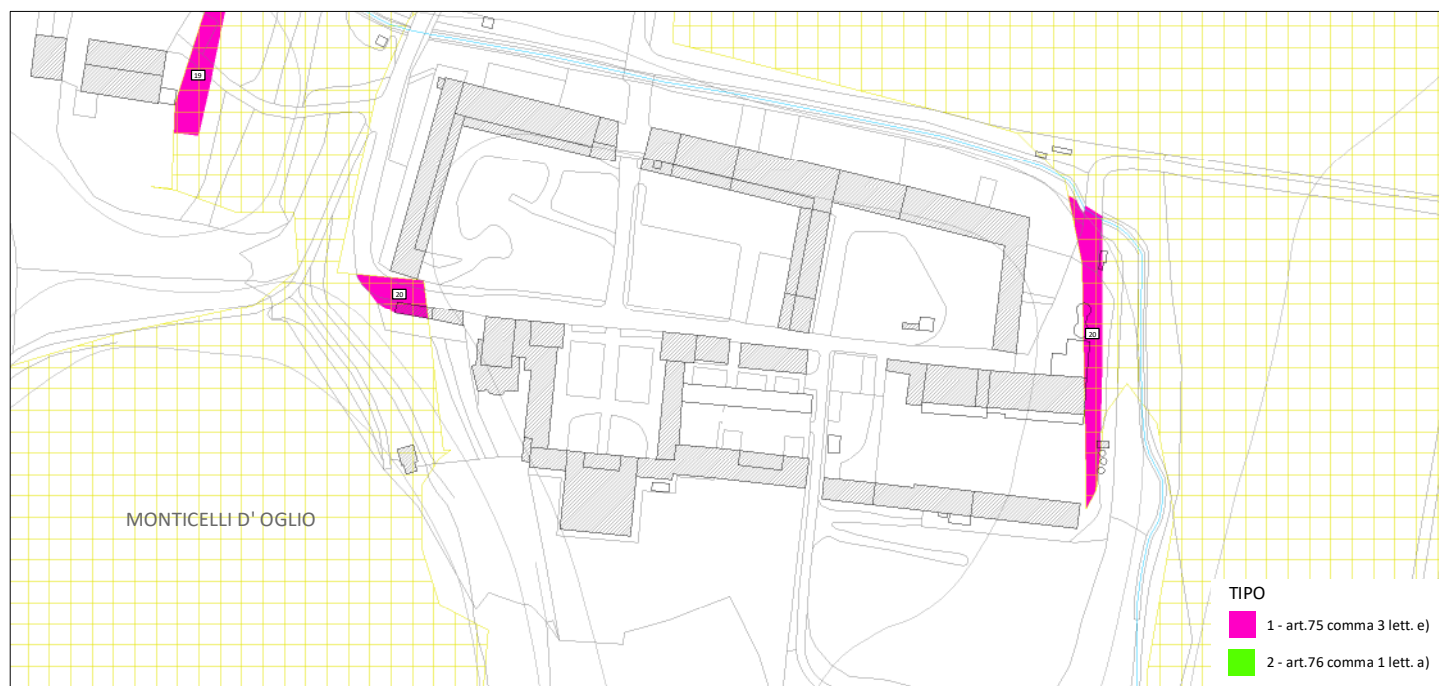 19
20
20
MONTICELLI D' OGLIO
TIPO
1 - art.75 comma 3 lett. e)
2 - art.76 comma 1 lett. a)